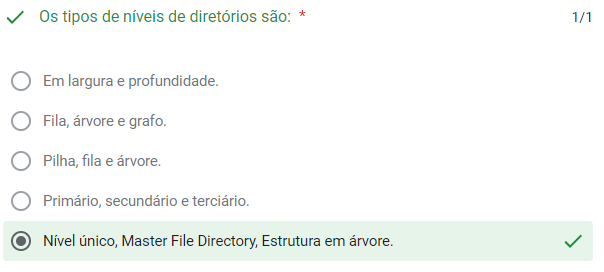 Os tipos de níveis de diretórios são: *
1/1
Em largura e profundidade.
Fila, árvore e grafo.
Pilha, fila e árvore.
Primário, secundário e terciário.
Nível único, Master File Directory, Estrutura em árvore.